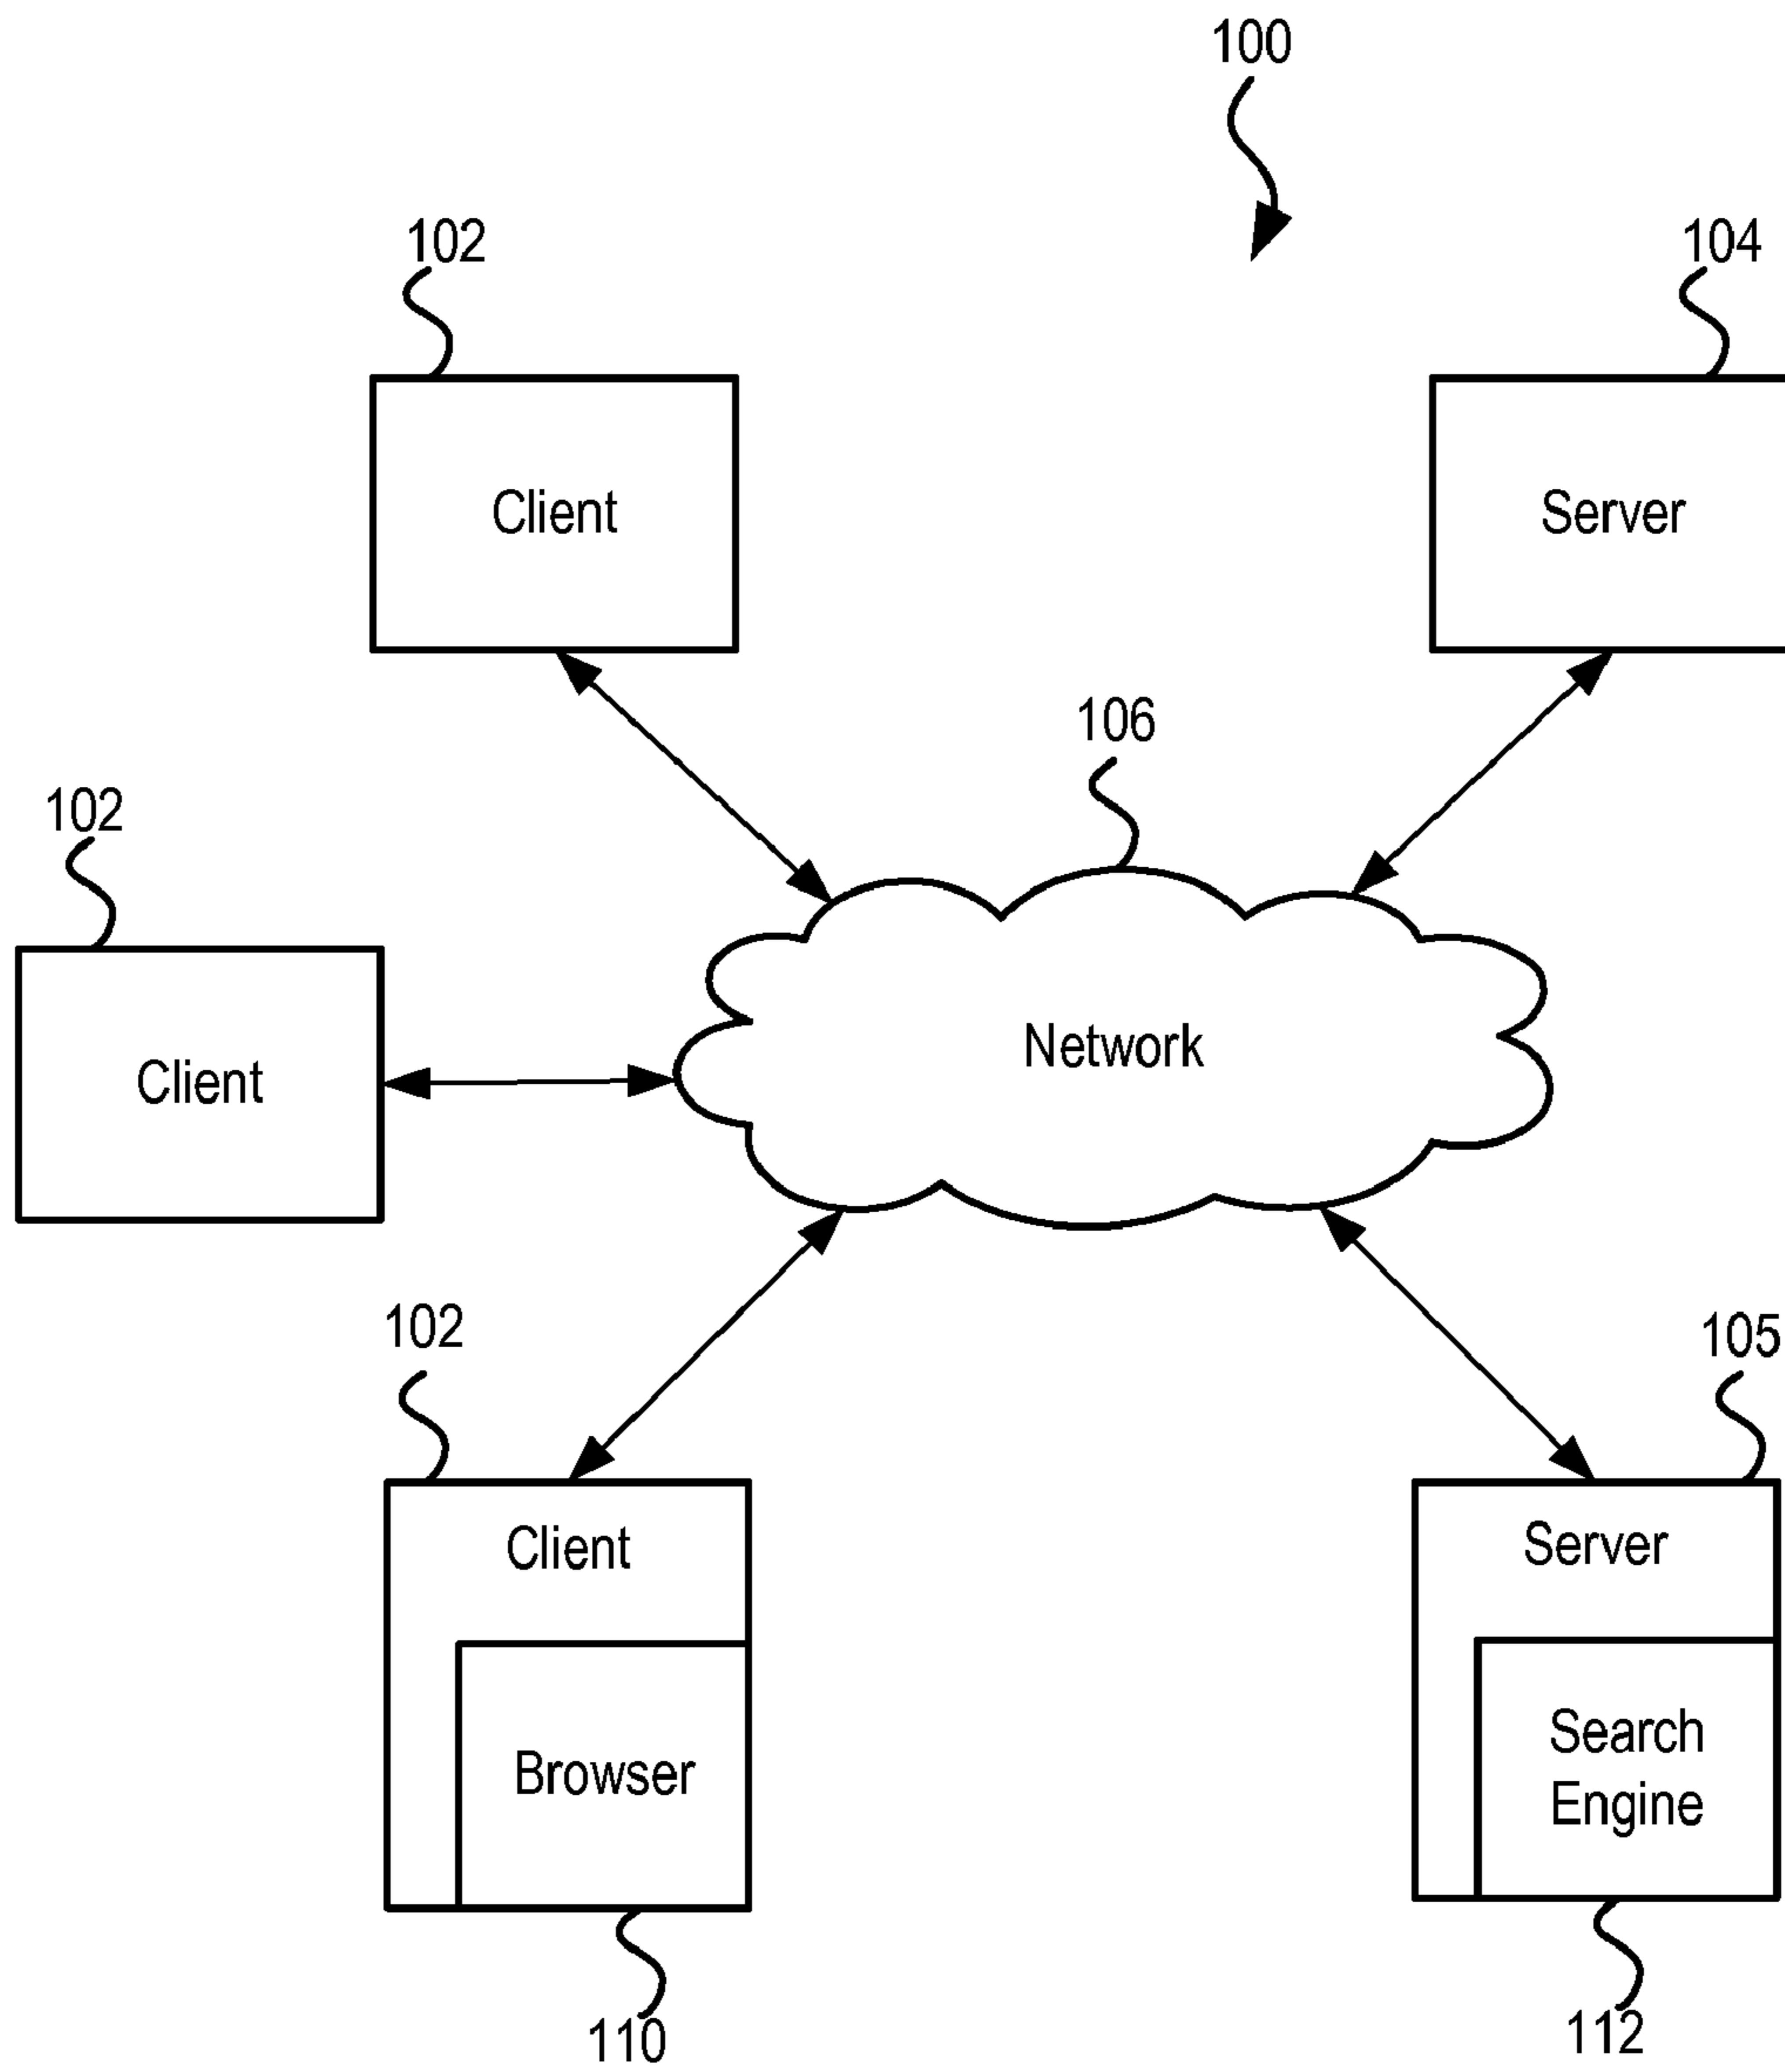 100
102
104
Client
Server
106
102
Network
Client
102
105
Client
Server
Browser
Search
Engine
110
112